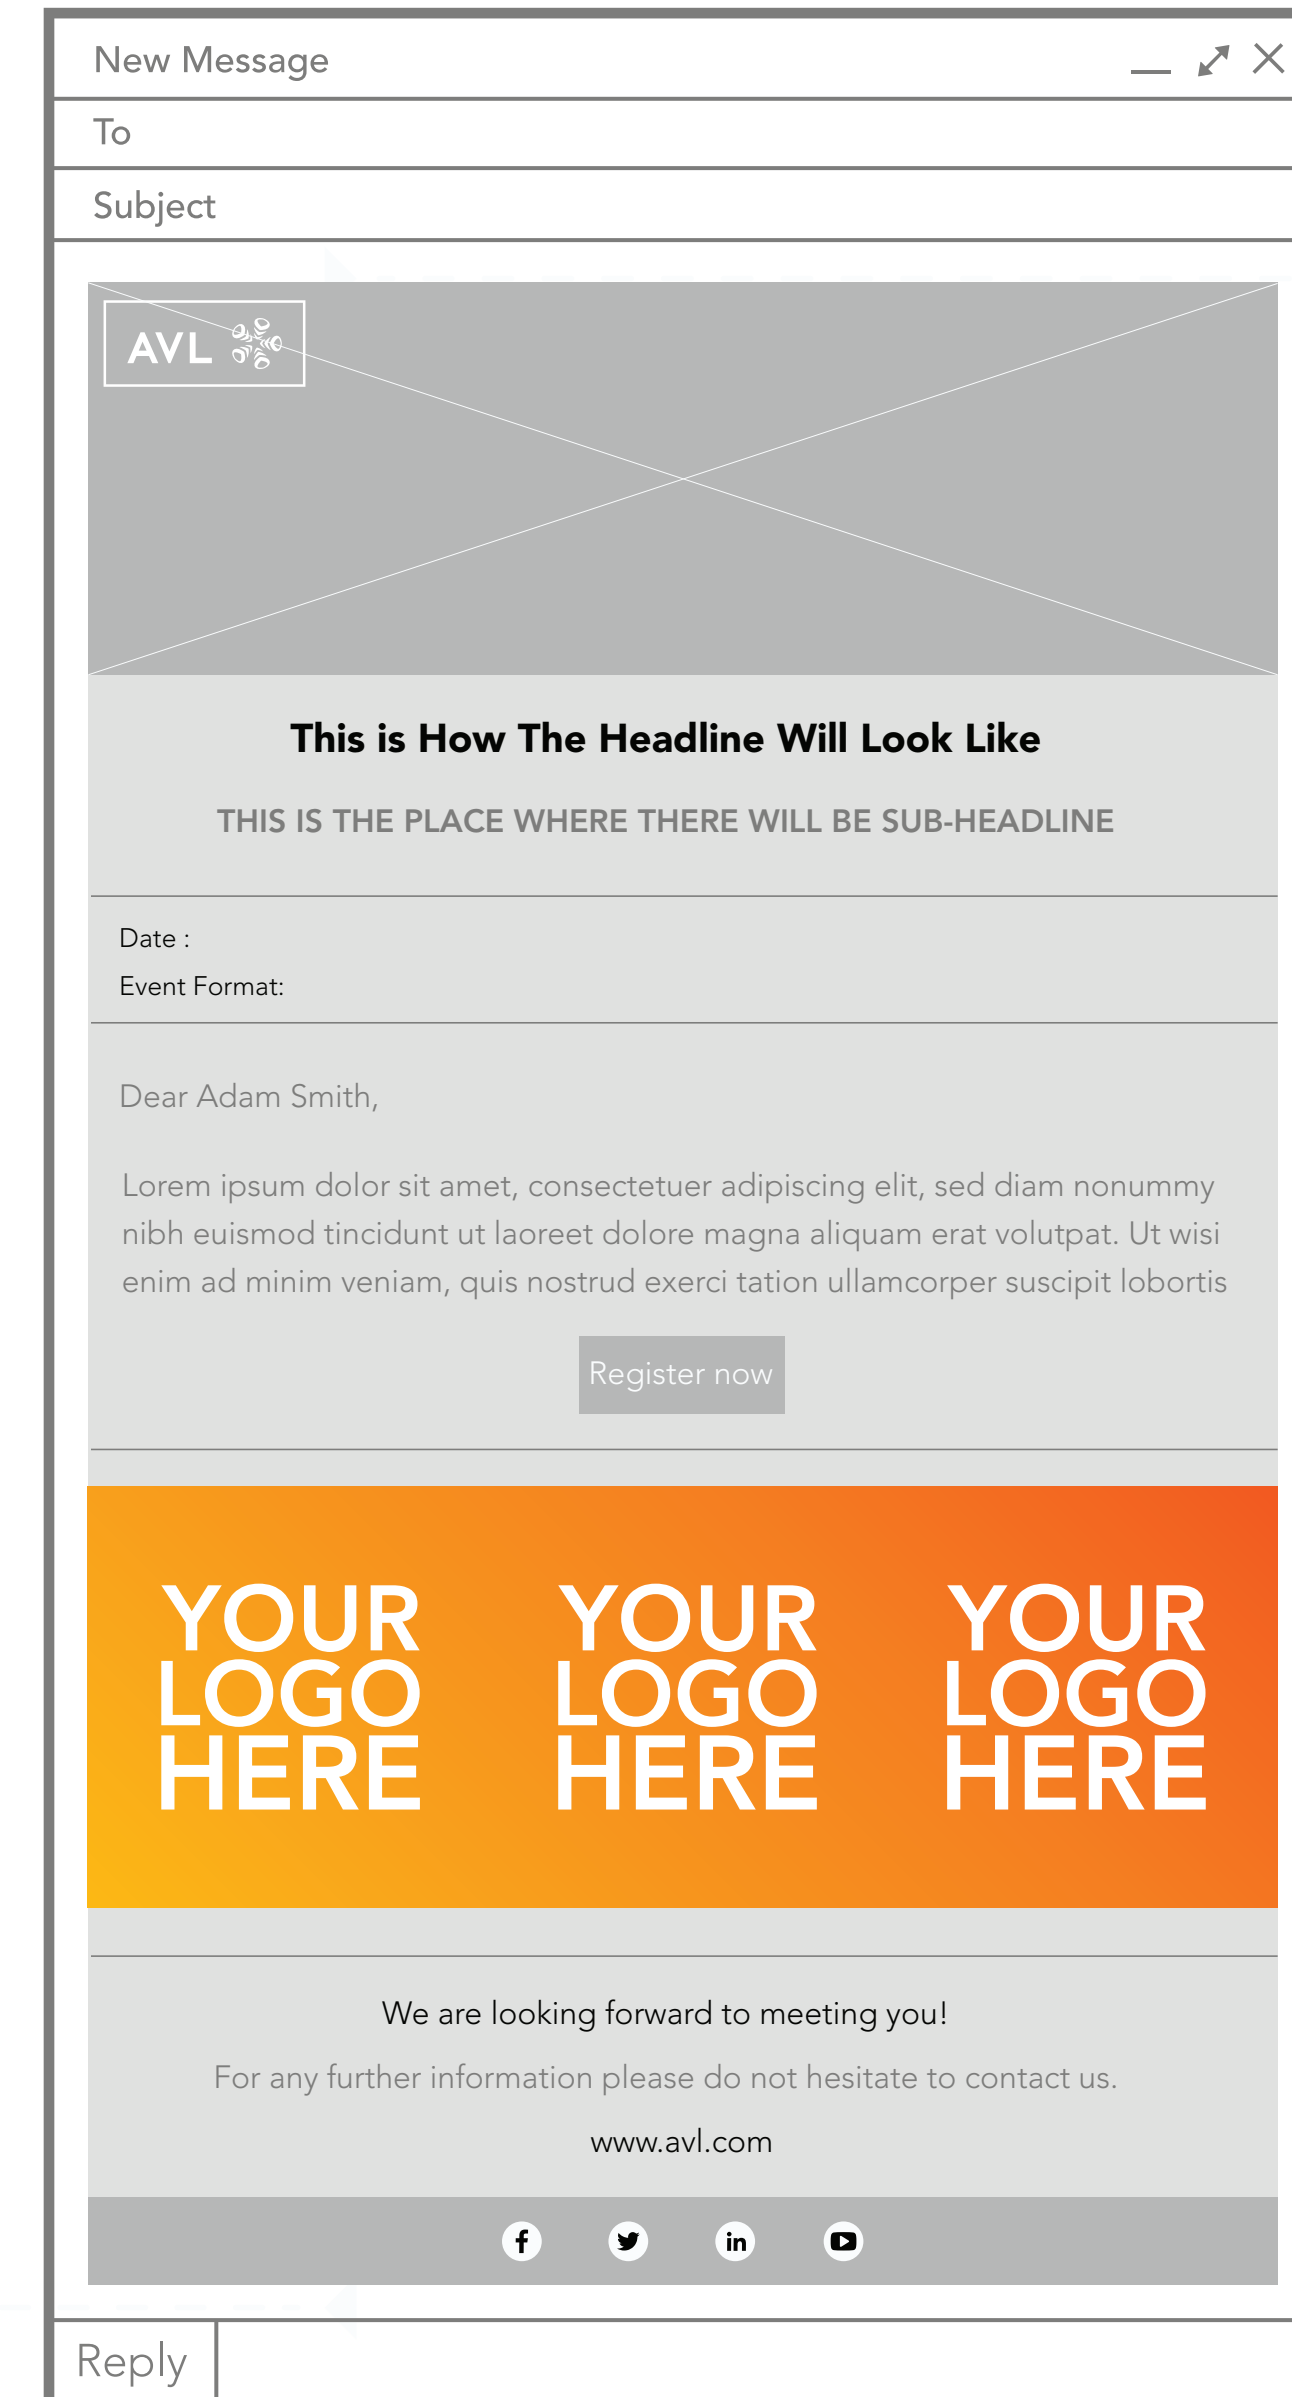 New Message
To
Subject
AVL
This is How The Headline Will Look Like
THIS IS THE PLACE WHERE THERE WILL BE SUB-HEADLINE
Date :
Event Format:
Dear Adam Smith,
Lorem ipsum dolor sit amet, consectetuer adipiscing elit, sed diam nonummy
nibh euismod tincidunt ut laoreet dolore magna aliquam erat volutpat. Ut wisi
enim ad minim veniam, quis nostrud exerci tation ullamcorper suscipit lobortis
Register now
YOUR
LOGO
HERE
YOUR
LOGO
HERE
YOUR
LOGO
HERE
We are looking forward to meeting you!
For any further information please do not hesitate to contact us.
www.avl.com
Reply